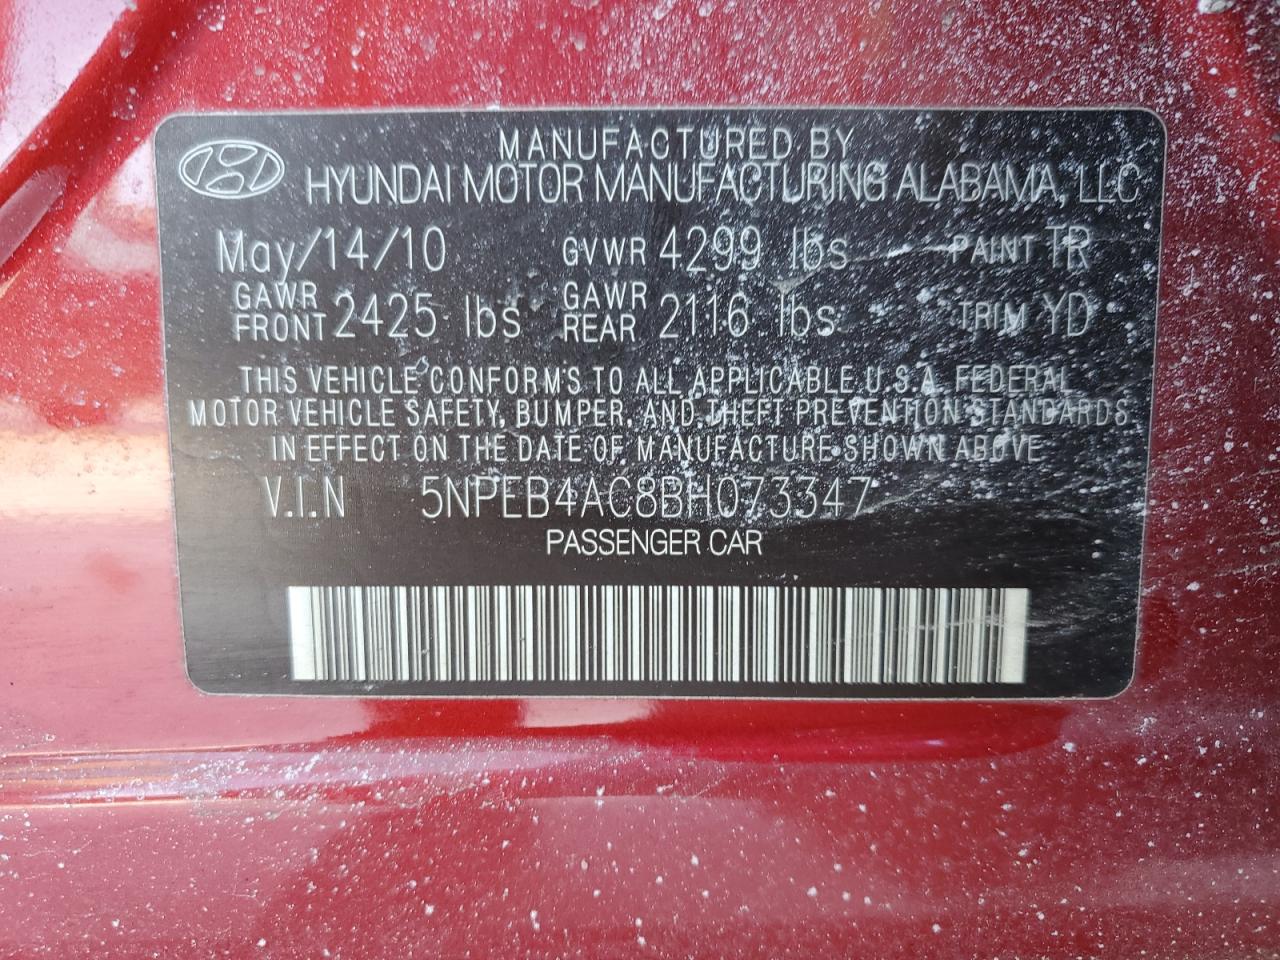 MANUFACTURED BY
HYUNDAI MOTOR MANUFACTURING ALABAMA, LLC
May/14/10 GVWR 4299 lbs PAINT TR
GAWR FRONT 2425 lbs GAWR REAR 2116 lbs TRIM YD
THIS VEHICLE CONFORMS TO ALL APPLICABLE U.S.A. FEDERAL
MOTOR VEHICLE SAFETY, BUMPER, AND THEFT PREVENTION STANDARDS
IN EFFECT ON THE DATE OF MANUFACTURE SHOWN ABOVE
V.I.N 5NPEB4AC8BH073347
PASSENGER CAR